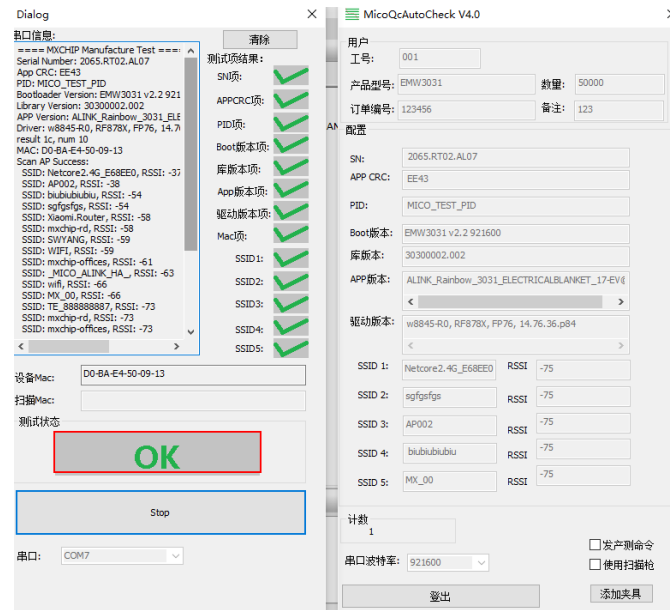 Dialog
串口信息:
==== MXCHIP Manufacture Test ====
Serial Number: 2065.RT02.AL07
App CRC: EE43
PID: MICO_TEST_PID
Bootloader Version: EMW3031 v2.2 921
Library Version: 30300002.002
APP Version: ALINK_Rainbow_3031_ELE
Driver: w8845-R0, RF878X, FP76, 14.7
result 1c, num 10
MAC: D0-BA-E4-50-09-13
Scan AP Success:
SSID: Netcore2.4G_E68EE0, RSSI: -37
SSID: AP002, RSSI: -38
SSID: biubiubiubiu, RSSI: -54
SSID: sgfgsfgs, RSSI: -54
SSID: Xiaomi.Router, RSSI: -58
SSID: mxchip-rd, RSSI: -58
SSID: SWYANG, RSSI: -59
SSID: WIFI, RSSI: -59
SSID: mxchip-offices, RSSI: -61
SSID: _MICO_ALINK_HA_, RSSI: -63
SSID: wifi, RSSI: -66
SSID: MX_00, RSSI: -66
SSID: TE_888888887, RSSI: -73
SSID: mxchip-rd, RSSI: -73
SSID: mxchip-offices, RSSI: -73
清除
测试项结果:
SN项:
APPCRC项:
PID项:
Boot版本项:
库版本项:
App版本项:
驱动版本项:
Mac项:
SSID1:
SSID2:
SSID3:
SSID4:
SSID5:
设备Mac: D0-BA-E4-50-09-13
扫描Mac:
测试状态
OK
Stop
串口: COM7
AN
MicoQcAutoCheck V4.0
用户
工号: 001
产品型号: EMW3031 数量: 50000
订单编号: 123456 备注: 123
配置
SN: 2065.RT02.AL07
APP CRC: EE43
PID: MICO_TEST_PID
Boot版本: EMW3031 v2.2 921600
库版本: 30300002.002
APP版本: ALINK_Rainbow_3031_ELECTRICALBLANKET_17-EV@
驱动版本: w8845-R0, RF878X, FP76, 14.76.36.p84
SSID 1: Netcore2.4G_E68EE0 RSSI -75
SSID 2: sgfgsfgs RSSI -75
SSID 3: AP002 RSSI -75
SSID 4: biubiubiubiu RSSI -75
SSID 5: MX_00 RSSI -75
计数
1
串口波特率: 921600
发产测命令
使用扫描枪
登出
添加夹具